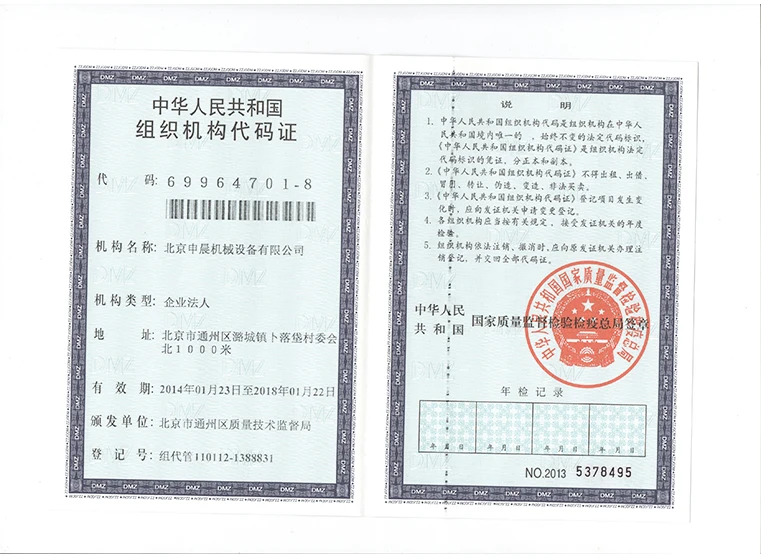 中华人民共和国
组织机构代码证
代 码: 69964701-8
机构名称: 北京申晨机械设备有限公司
机构类型: 企业法人
地 址: 北京市通州区潞城镇卜落垡村委会
北1000米
有 效 期: 2014年01月23日至2018年01月22日
颁发单位: 北京市通州区质量技术监督局
登 记 号: 组代管110112-1388831
说 明
1. 中华人民共和国组织机构代码是组织机构在中华人
民共和国境内唯一的、始终不变的法定代码标识,
《中华人民共和国组织机构代码证》是组织机构法定
代码标识的凭证,分正本和副本。
2.《中华人民共和国组织机构代码证》不得出租、出借、
冒用、转让、伪造、变造、非法买卖。
3.《中华人民共和国组织机构代码证》登记项目发生变
化时,应向发证机关申请变更登记。
4. 各组织机构应当按有关规定,接受发证机关的年度
检验。
5. 组织机构依法注销、撤消时,应向原发证机关办理注
销登记,并交回全部代码证。
中华人民
共和国 国家质量监督检验检疫总局签章
中华人民共和国国家质量监督检验检疫总局
年检记录
年 月 日 年 月 日 年 月 日 年 月 日
NO.2013 5378495